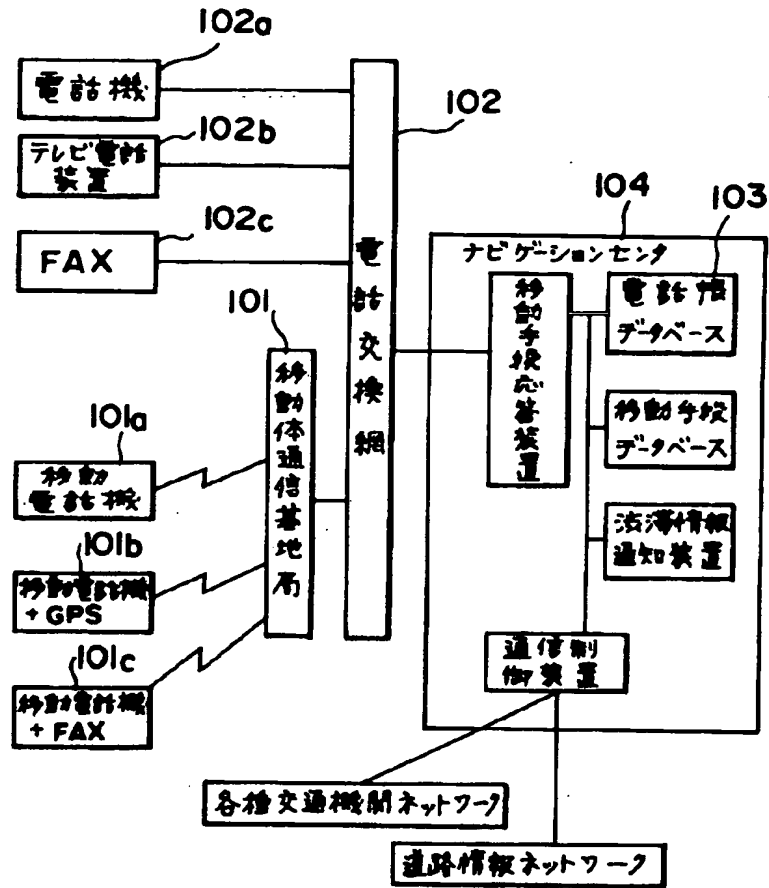 102a
電話機
102b
テレビ電話
装置
102c
FAX
102
電話交換網
101
移動体通信基地局
101a
移動
電話機
101b
移動電話機
+GPS
101c
移動電話機
+FAX
104
103
ナビゲーションセンタ
移動手段応答装置
電話帳
データベース
移動手段
データベース
渋滞情報
通知装置
通信制
御装置
各種交通機関ネットワーク
道路情報ネットワーク